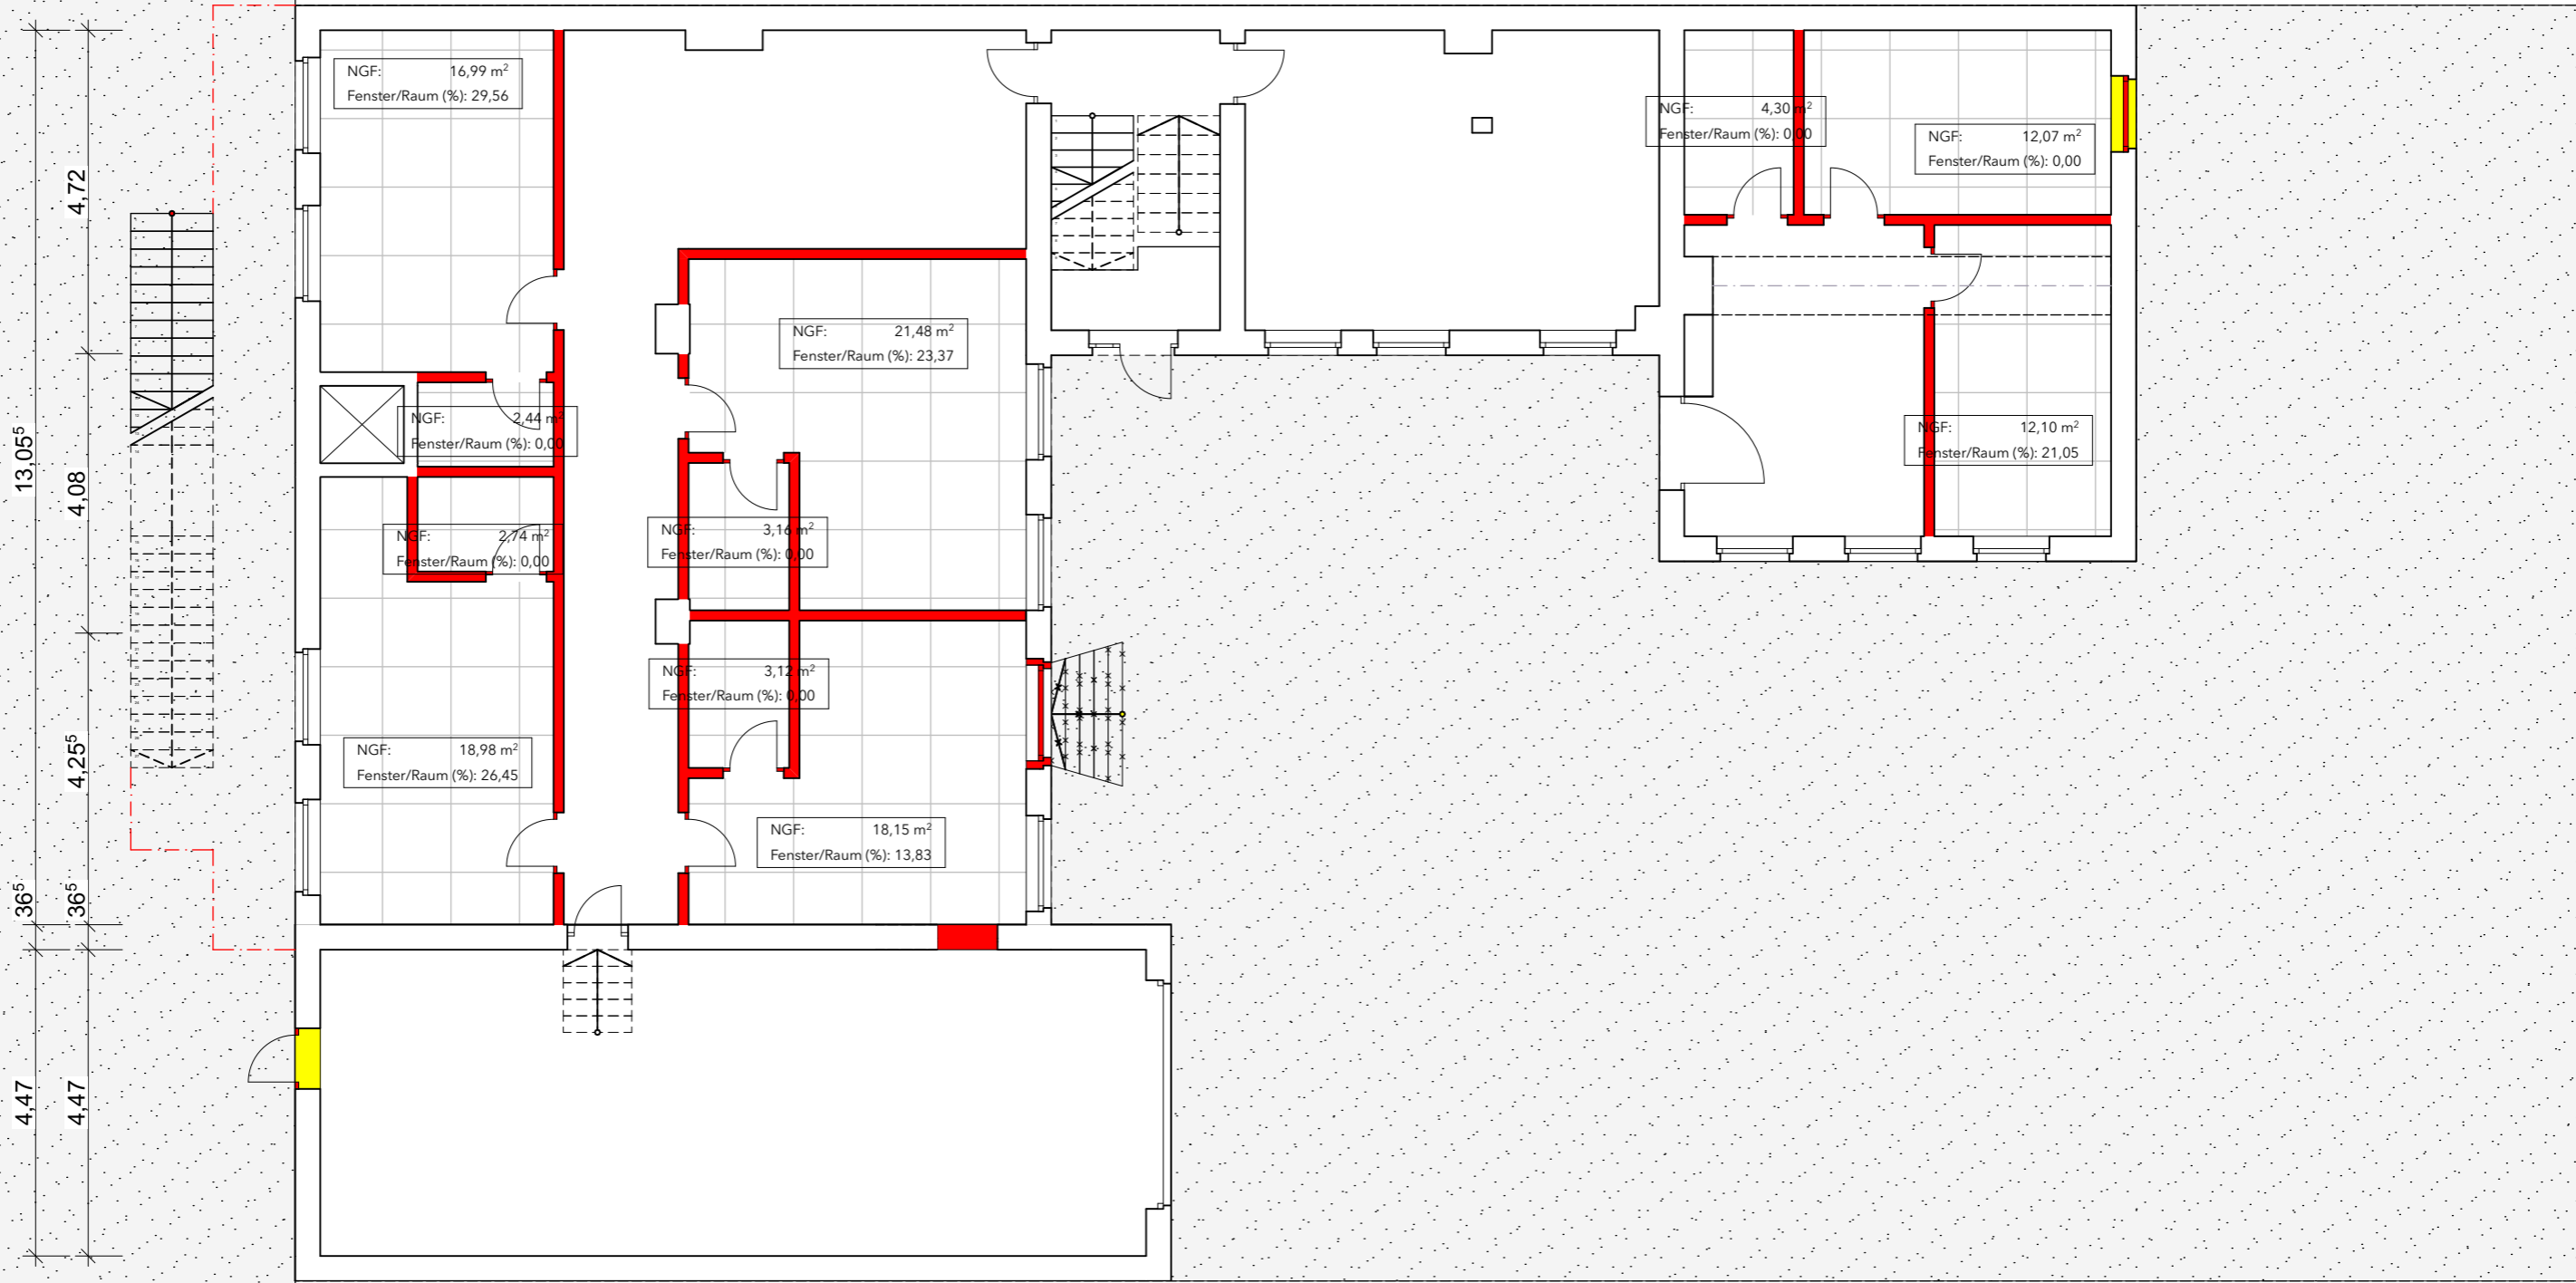 NGF: 16,99 m²
Fenster/Raum (%): 29,56
NGF: 4,30 m²
Fenster/Raum (%): 0,00
NGF: 12,07 m²
Fenster/Raum (%): 0,00
NGF: 21,48 m²
Fenster/Raum (%): 23,37
NGF: 2,44 m²
Fenster/Raum (%): 0,00
NGF: 12,10 m²
Fenster/Raum (%): 21,05
NGF: 2,74 m²
Fenster/Raum (%): 0,00
NGF: 3,16 m²
Fenster/Raum (%): 0,00
NGF: 3,12 m²
Fenster/Raum (%): 0,00
NGF: 18,98 m²
Fenster/Raum (%): 26,45
NGF: 18,15 m²
Fenster/Raum (%): 13,83
4,72
13,05⁵
4,08
4,25⁵
36⁵
36⁵
4,47
4,47